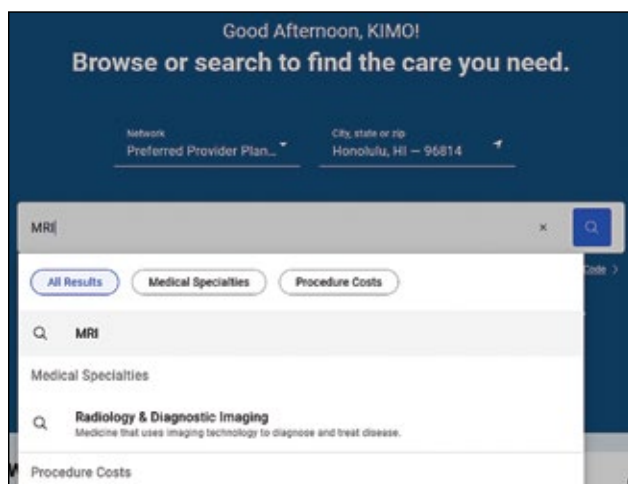 Good Afternoon, KIMO!
Browse or search to find the care you need.
Network
Preferred Provider Plan...
City, state or zip
Honolulu, HI — 96814
MRI
×
Code >
All Results
Medical Specialties
Procedure Costs
MRI
Medical Specialties
Radiology & Diagnostic Imaging
Medicine that uses imaging technology to diagnose and treat disease.
W
Procedure Costs